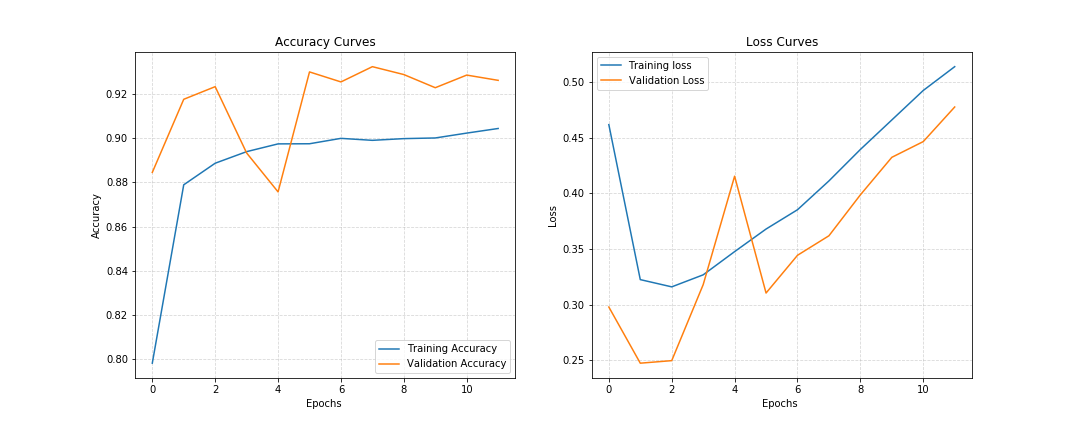 Accuracy Curves
Accuracy
0.92
0.90
0.88
0.86
0.84
0.82
0.80
Training Accuracy
Validation Accuracy
0 2 4 6 8 10
Epochs
Loss Curves
Training loss
Validation Loss
Loss
0.50
0.45
0.40
0.35
0.30
0.25
0 2 4 6 8 10
Epochs